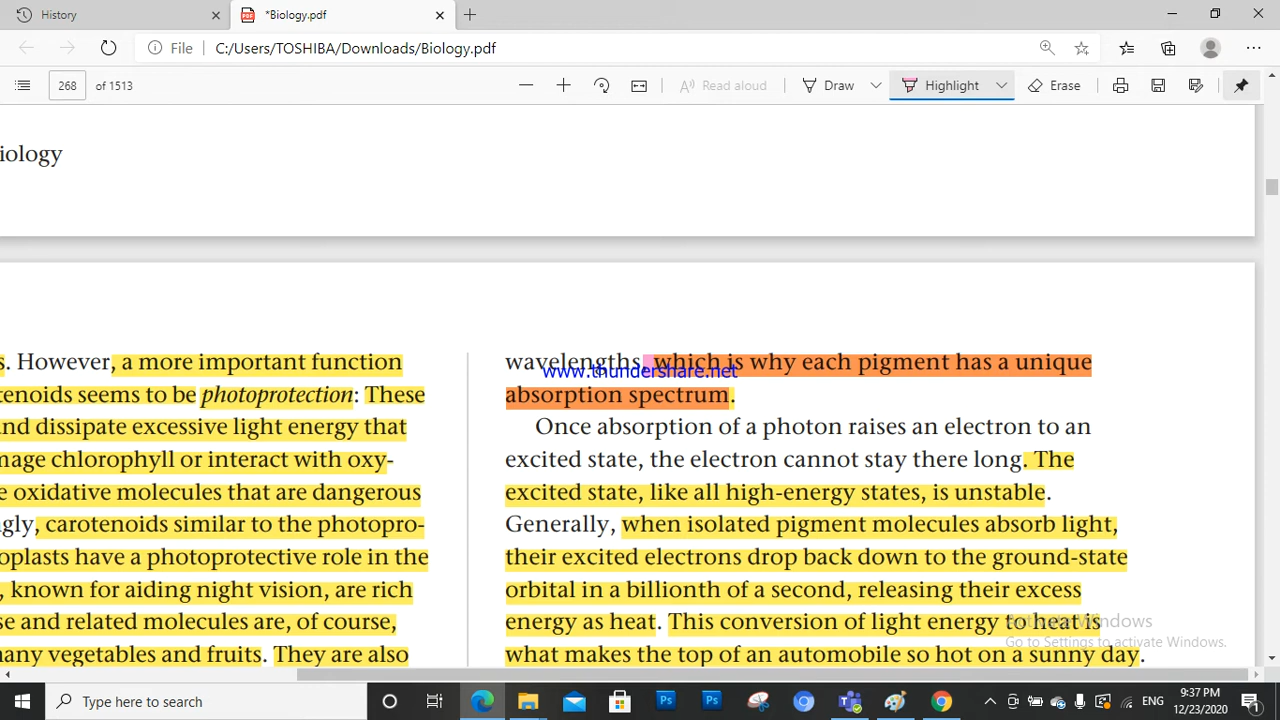 History
*Biology.pdf
File
C:/Users/TOSHIBA/Downloads/Biology.pdf
268 of 1513
Read aloud
Draw
Highlight
Erase
iology
s. However, a more important function
tenoids seems to be photoprotection: These
nd dissipate excessive light energy that
mage chlorophyll or interact with oxy-
e oxidative molecules that are dangerous
gly, carotenoids similar to the photopro-
oplasts have a photoprotective role in the
, known for aiding night vision, are rich
se and related molecules are, of course,
many vegetables and fruits. They are also
wavelengths, which is why each pigment has a unique
www.thundershare.net
absorption spectrum.
Once absorption of a photon raises an electron to an
excited state, the electron cannot stay there long. The
excited state, like all high-energy states, is unstable.
Generally, when isolated pigment molecules absorb light,
their excited electrons drop back down to the ground-state
orbital in a billionth of a second, releasing their excess
energy as heat. This conversion of light energy to heat is
what makes the top of an automobile so hot on a sunny day.
Activate Windows
Go to Settings to activate Windows.
Type here to search
Ps
Ps
ENG
9:37 PM
12/23/2020
1